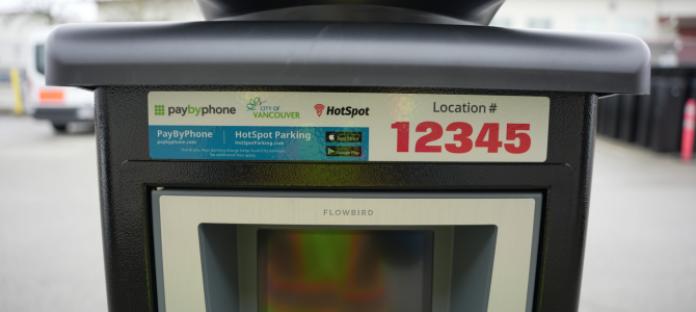 paybyphone CITY OF VANCOUVER HotSpot Location #
12345
PayByPhone HotSpot Parking
paybyphone.com HotSpotParking.com
App Store
Google Play
FLOWBIRD